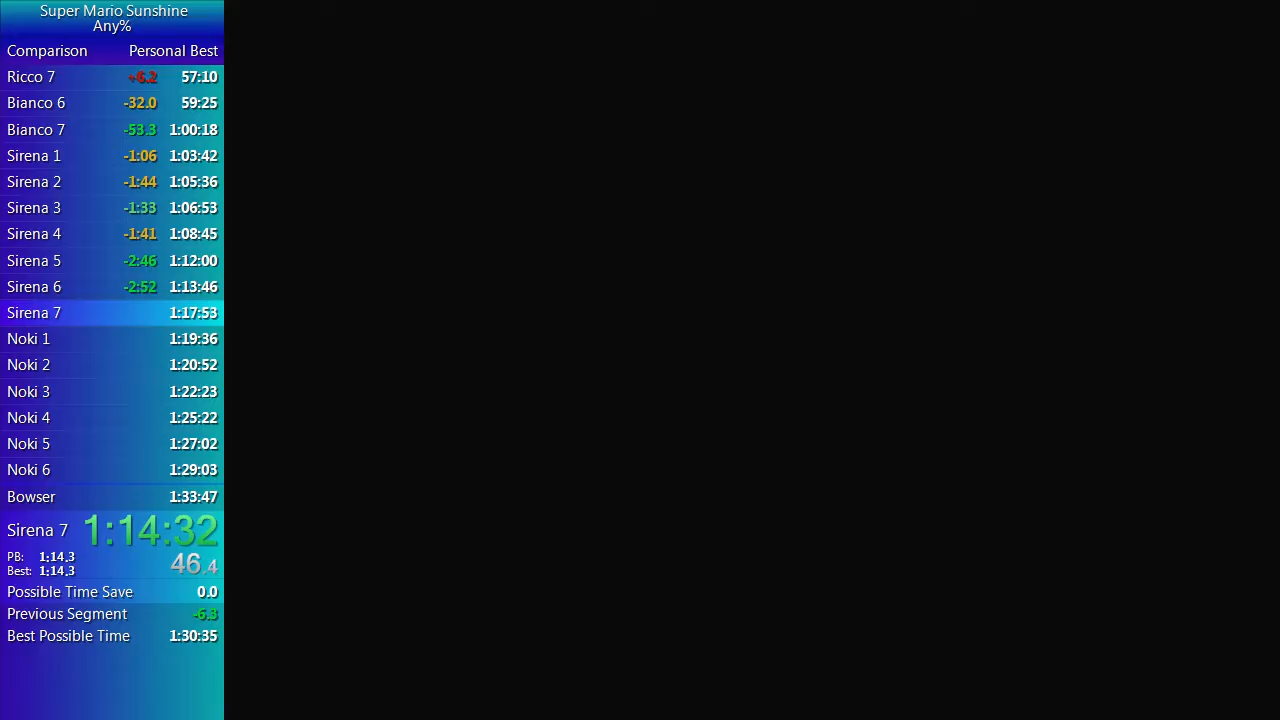 Super Mario Sunshine
Any%
Comparison Personal Best
Ricco 7 +6.2 57:10
Bianco 6 -32.0 59:25
Bianco 7 -53.3 1:00:18
Sirena 1 -1:06 1:03:42
Sirena 2 -1:44 1:05:36
Sirena 3 -1:33 1:06:53
Sirena 4 -1:41 1:08:45
Sirena 5 -2:46 1:12:00
Sirena 6 -2:52 1:13:46
Sirena 7 1:17:53
Noki 1 1:19:36
Noki 2 1:20:52
Noki 3 1:22:23
Noki 4 1:25:22
Noki 5 1:27:02
Noki 6 1:29:03
Bowser 1:33:47
Sirena 7 1:14:32
PB: 1:14.3
Best: 1:14.3 46.4
Possible Time Save 0.0
Previous Segment -6.3
Best Possible Time 1:30:35